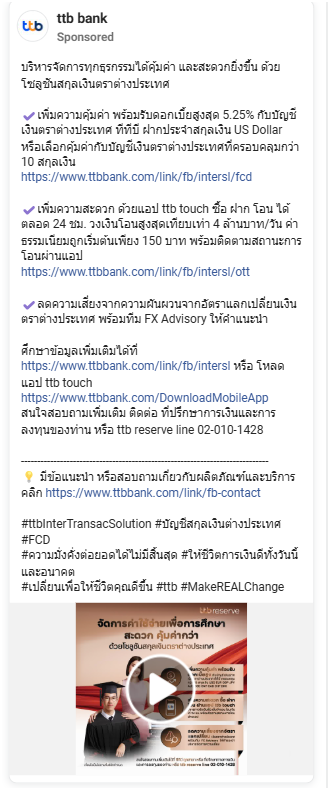 ttb bank
Sponsored
ttb
บริหารจัดการทุกธุรกรรมได้คุ้มค่า และสะดวกยิ่งขึ้น ด้วย
โซลูชันสกุลเงินตราต่างประเทศ
✔เพิ่มความคุ้มค่า พร้อมรับดอกเบี้ยสูงสุด 5.25% กับบัญชี
เงินตราต่างประเทศ ทีทีบี ฝากประจำสกุลเงิน US Dollar
หรือเลือกคุ้มค่ากับบัญชีเงินตราต่างประเทศที่ครอบคลุมกว่า
10 สกุลเงิน
https://www.ttbbank.com/link/fb/intersl/fcd
✔เพิ่มความสะดวก ด้วยแอป ttb touch ซื้อ ฝาก โอน ได้
ตลอด 24 ชม. วงเงินโอนสูงสุดเทียบเท่า 4 ล้านบาท/วัน ค่า
ธรรมเนียมถูกเริ่มต้นเพียง 150 บาท พร้อมติดตามสถานะการ
โอนผ่านแอป
https://www.ttbbank.com/link/fb/intersl/ott
✔ลดความเสี่ยงจากความผันผวนจากอัตราแลกเปลี่ยนเงิน
ตราต่างประเทศ พร้อมทีม FX Advisory ให้คำแนะนำ
ศึกษาข้อมูลเพิ่มเติมได้ที่
https://www.ttbbank.com/link/fb/intersl หรือ โหลด
แอป ttb touch
https://www.ttbbank.com/DownloadMobileApp
สนใจสอบถามเพิ่มเติม ติดต่อ ที่ปรึกษาการเงินและการ
ลงทุนของท่าน หรือ ttb reserve line 02-010-1428
--------------------------------------------------------------------------
💡 มีข้อแนะนำ หรือสอบถามเกี่ยวกับผลิตภัณฑ์และบริการ
คลิก https://www.ttbbank.com/link/fb-contact
#ttbInterTransacSolution #บัญชีสกุลเงินต่างประเทศ
#FCD
#ความมั่งคั่งต่อยอดได้ไม่มีสิ้นสุด #ให้ชีวิตการเงินดีทั้งวันนี้
และอนาคต
#เปลี่ยนเพื่อให้ชีวิตคุณดีขึ้น #ttb #MakeREALChange
ttb reserve
จัดการค่าใช้จ่ายเพื่อการศึกษา
สะดวก คุ้มค่ากว่า
ด้วยโซลูชันสกุลเงินตราต่างประเทศ